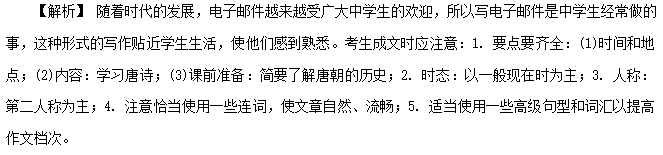 【解析】 随着时代的发展，电子邮件越来越受广大中学生的欢迎，所以写电子邮件是中学生经常做的
事，这种形式的写作贴近学生生活，使他们感到熟悉。考生成文时应注意：1. 要点要齐全：(1)时间和地
点；(2)内容：学习唐诗；(3)课前准备：简要了解唐朝的历史；2. 时态：以一般现在时为主；3. 人称：
第二人称为主；4. 注意恰当使用一些连词，使文章自然、流畅；5. 适当使用一些高级句型和词汇以提高
作文档次。